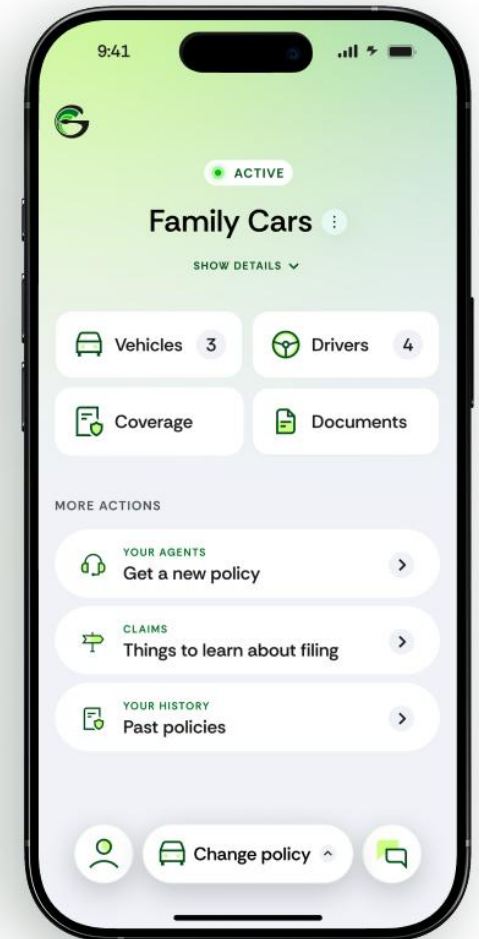 9:41
ACTIVE
Family Cars
SHOW DETAILS
Vehicles 3
Drivers 4
Coverage
Documents
MORE ACTIONS
YOUR AGENTS
Get a new policy
CLAIMS
Things to learn about filing
YOUR HISTORY
Past policies
Change policy